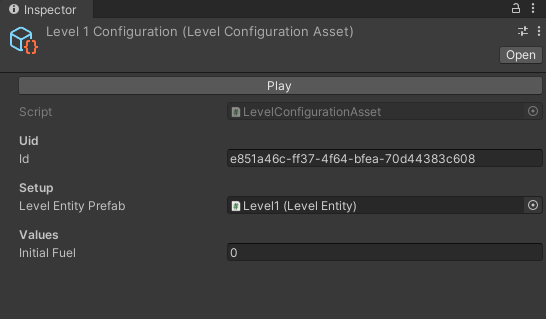 Inspector
Level 1 Configuration (Level Configuration Asset)
Open
Play
Script LevelConfigurationAsset
Uid
Id e851a46c-ff37-4f64-bfea-70d44383c608
Setup
Level Entity Prefab Level1 (Level Entity)
Values
Initial Fuel 0